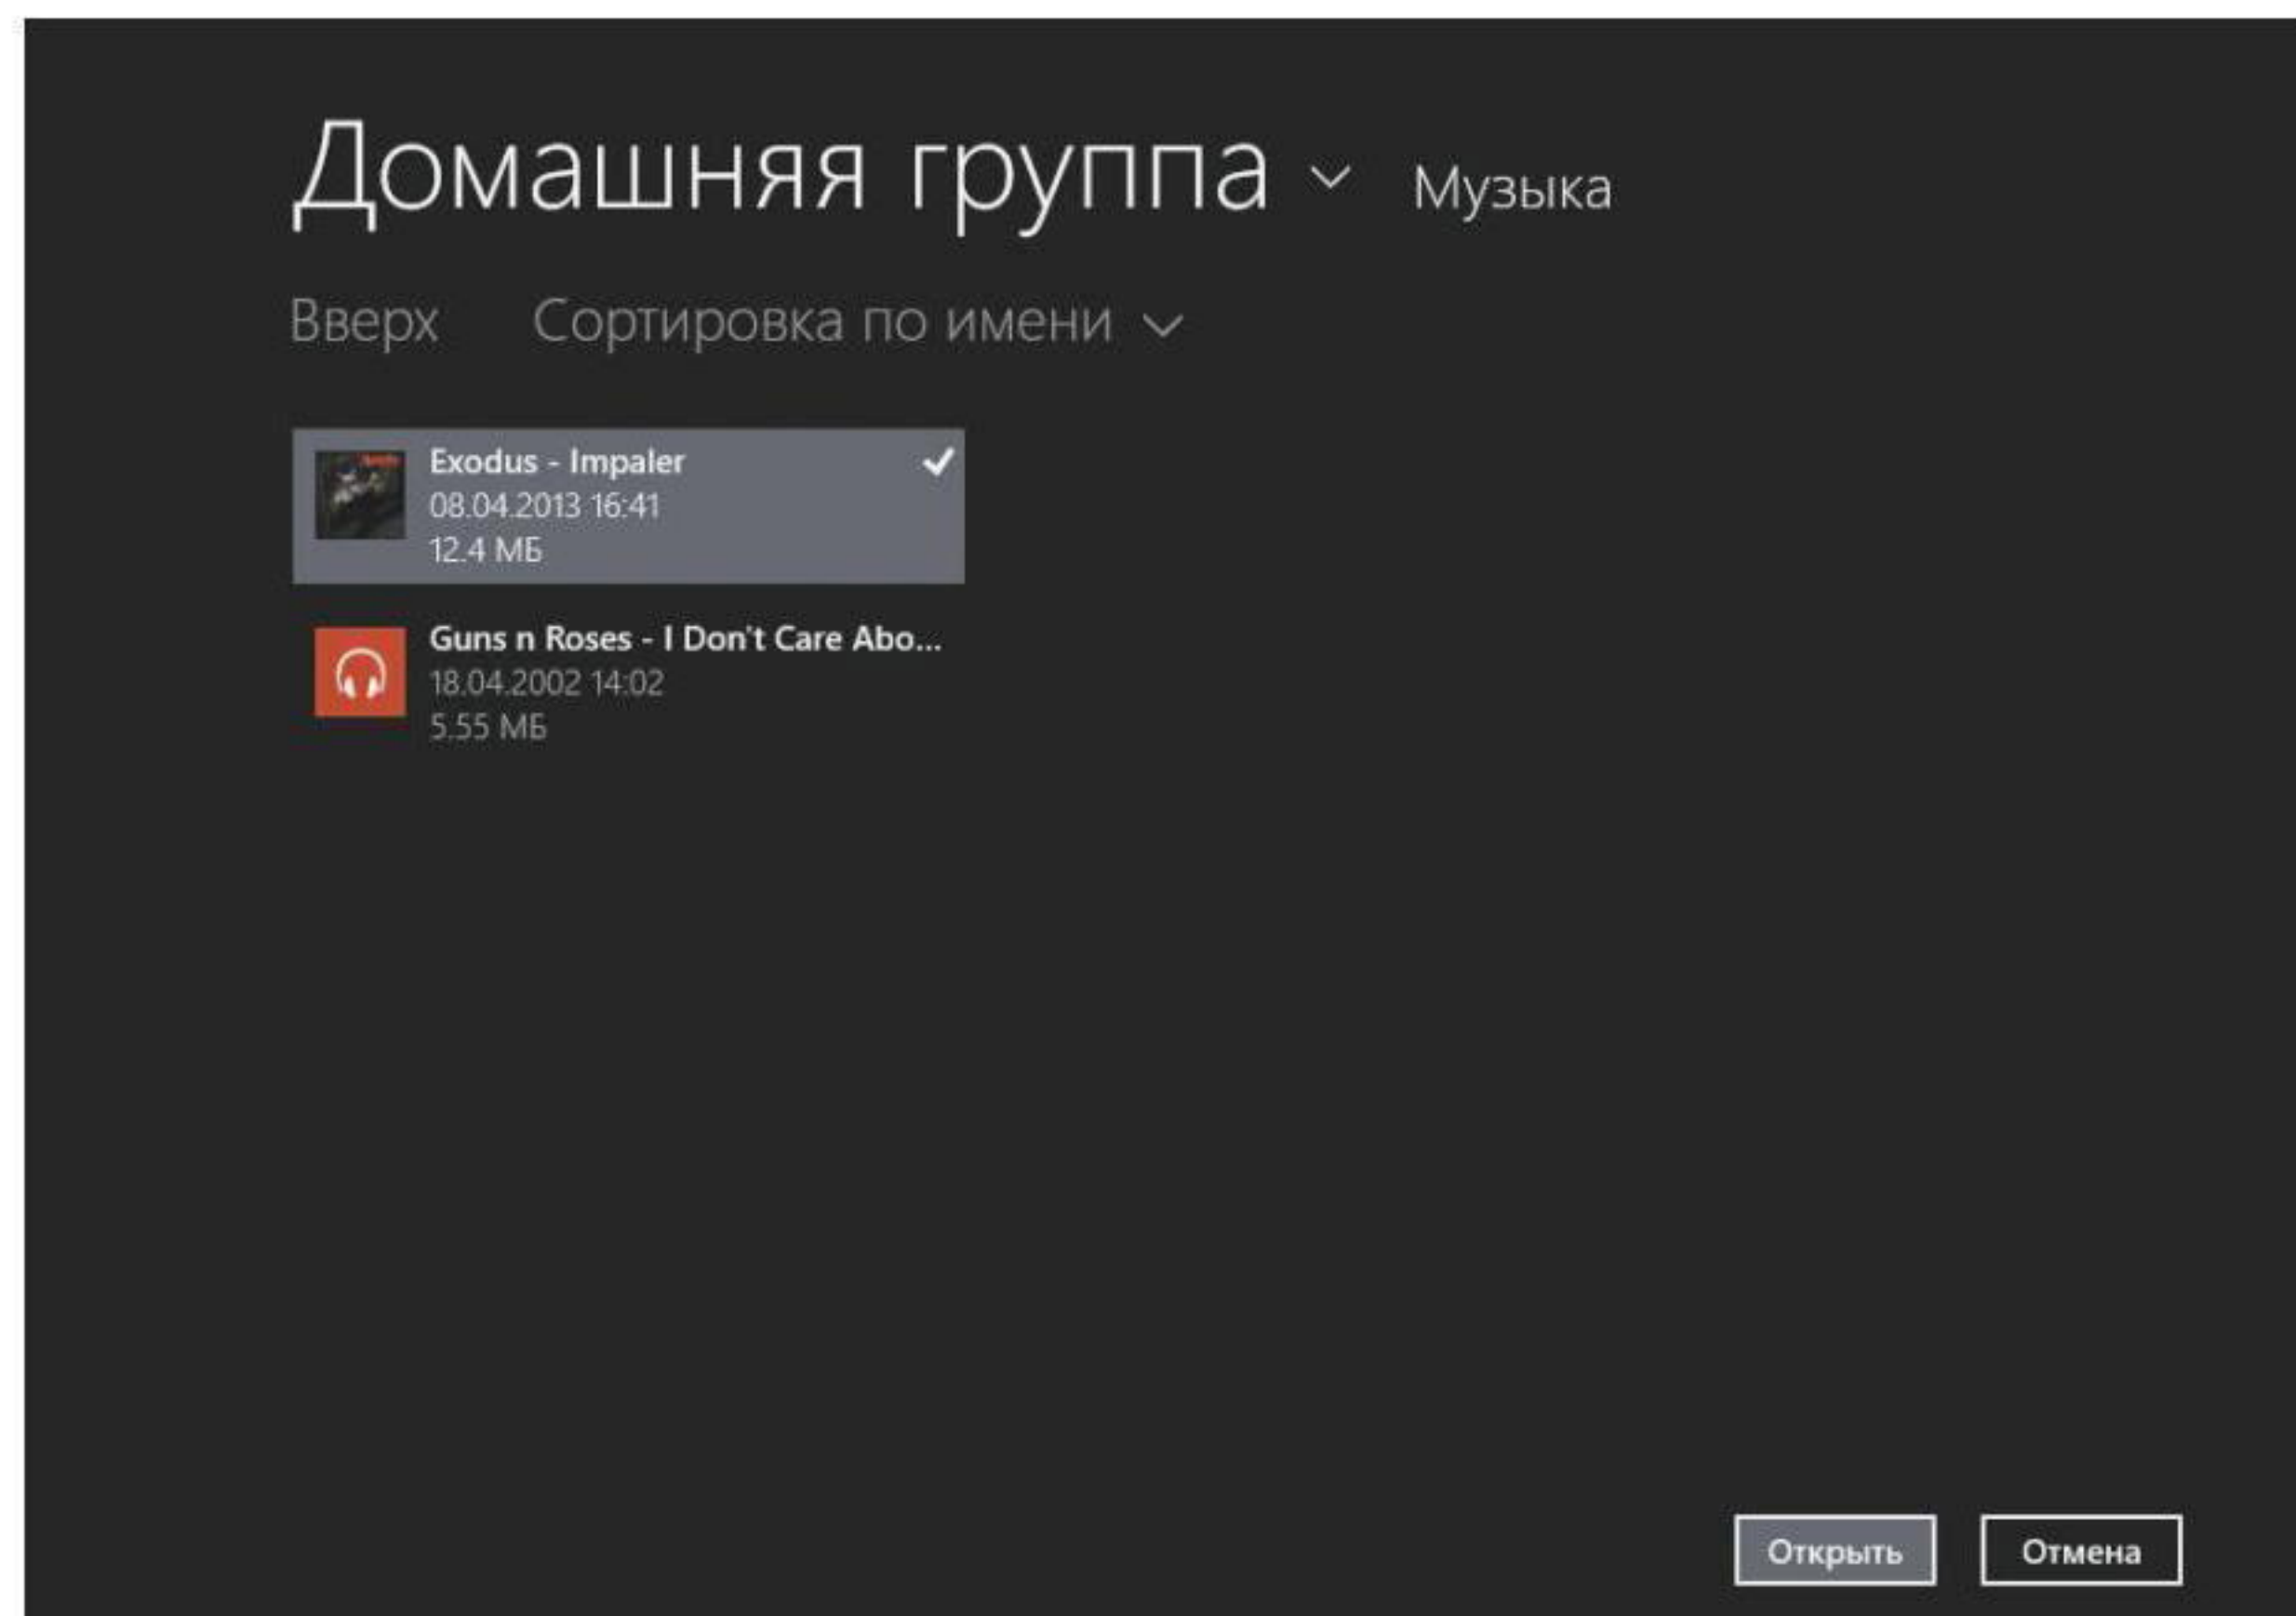 Домашняя группа Музыка
Вверх Сортировка по имени
Exodus - Impaler
08.04.2013 16:41
12.4 МБ
Guns n Roses - I Don't Care Abo...
18.04.2002 14:02
5.55 МБ
Открыть Отмена